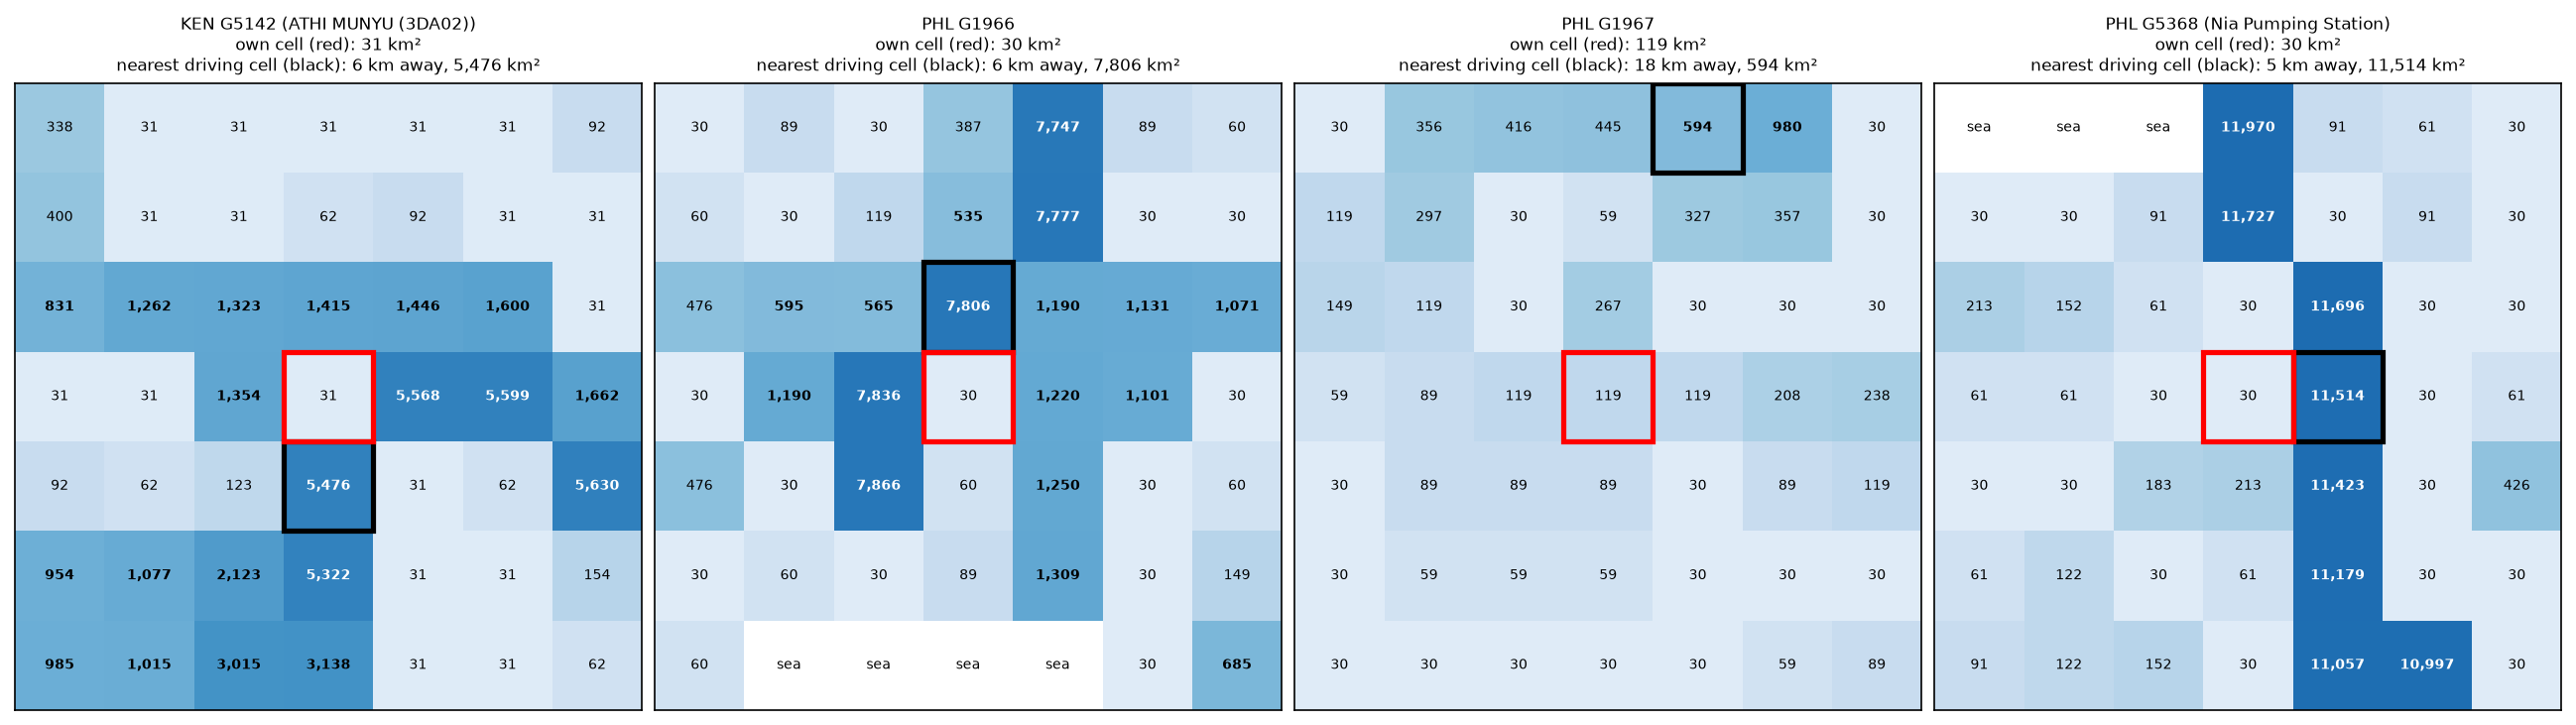 KEN G5142 (ATHI MUNYU (3DA02))
own cell (red): 31 km²
nearest driving cell (black): 6 km away, 5,476 km²
338 31 31 31 31 31 92
400 31 31 62 92 31 31
831 1,262 1,323 1,415 1,446 1,600 31
31 31 1,354 31 5,568 5,599 1,662
92 62 123 5,476 31 62 5,630
954 1,077 2,123 5,322 31 31 154
985 1,015 3,015 3,138 31 31 62
PHL G1966
own cell (red): 30 km²
nearest driving cell (black): 6 km away, 7,806 km²
30 89 30 387 7,747 89 60
60 30 119 535 7,777 30 30
476 595 565 7,806 1,190 1,131 1,071
30 1,190 7,836 30 1,220 1,101 30
476 30 7,866 60 1,250 30 60
30 60 30 89 1,309 30 149
60 sea sea sea sea 30 685
PHL G1967
own cell (red): 119 km²
nearest driving cell (black): 18 km away, 594 km²
30 356 416 445 594 980 30
119 297 30 59 327 357 30
149 119 30 267 30 30 30
59 89 119 119 119 208 238
30 89 89 89 30 89 119
30 59 59 59 30 30 30
30 30 30 30 30 59 89
PHL G5368 (Nia Pumping Station)
own cell (red): 30 km²
nearest driving cell (black): 5 km away, 11,514 km²
sea sea sea 11,970 91 61 30
30 30 91 11,727 30 91 30
213 152 61 30 11,696 30 30
61 61 30 30 11,514 30 61
30 30 183 213 11,423 30 426
61 122 30 61 11,179 30 30
91 122 152 30 11,057 10,997 30